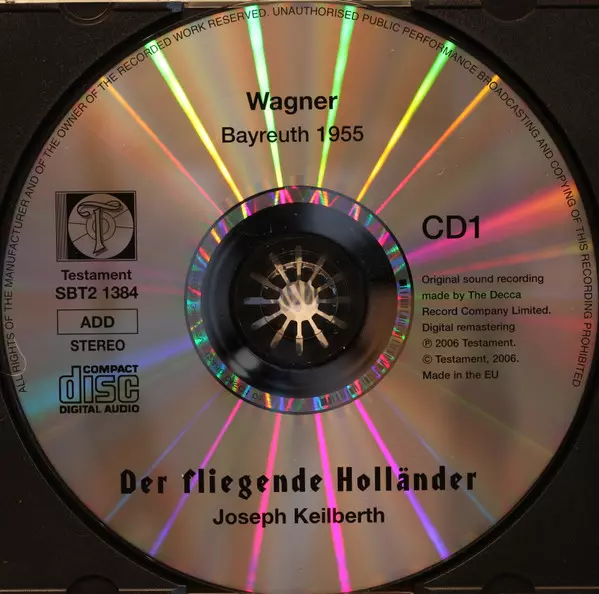 ALL RIGHTS OF THE MANUFACTURER AND OF THE OWNER OF THE RECORDED WORK RESERVED. UNAUTHORISED PUBLIC PERFORMANCE BROADCASTING AND COPYING OF THIS RECORDING PROHIBITED
Wagner
Bayreuth 1955
T
Testament
SBT2 1384
ADD
STEREO
COMPACT
disc
DIGITAL AUDIO
CD1
Original sound recording
made by The Decca
Record Company Limited.
Digital remastering
℗ 2006 Testament.
© Testament, 2006.
Made in the EU
Der fliegende Holländer
Joseph Keilberth